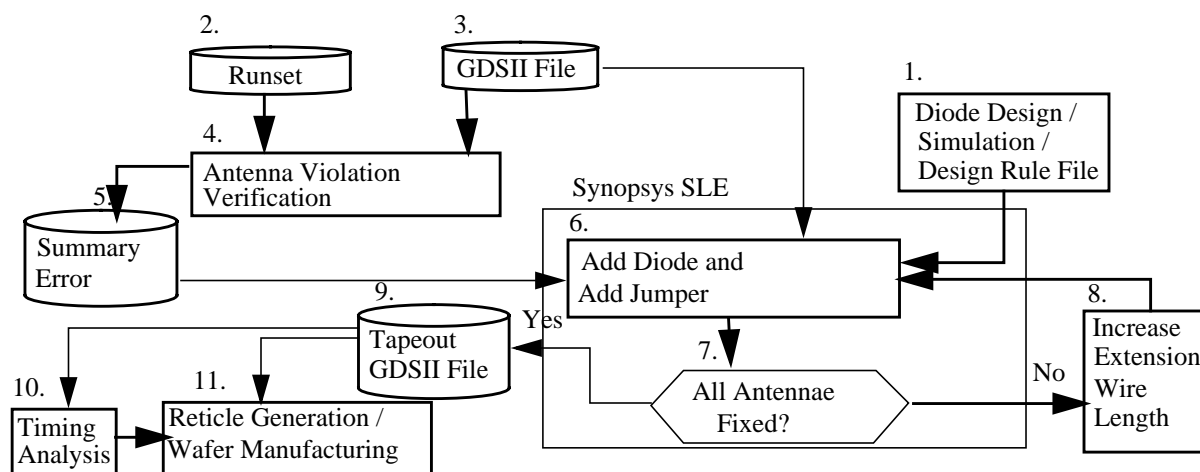 2.
Runset
3.
GDSII File
1.
Diode Design /
Simulation /
Design Rule File
4.
Antenna Violation
Verification
Synopsys SLE
5.
Summary
Error
6.
Add Diode and
Add Jumper
7.
All Antennae
Fixed?
Yes
No
8.
Increase
Extension
Wire
Length
9.
Tapeout
GDSII File
10.
Timing
Analysis
11.
Reticle Generation /
Wafer Manufacturing